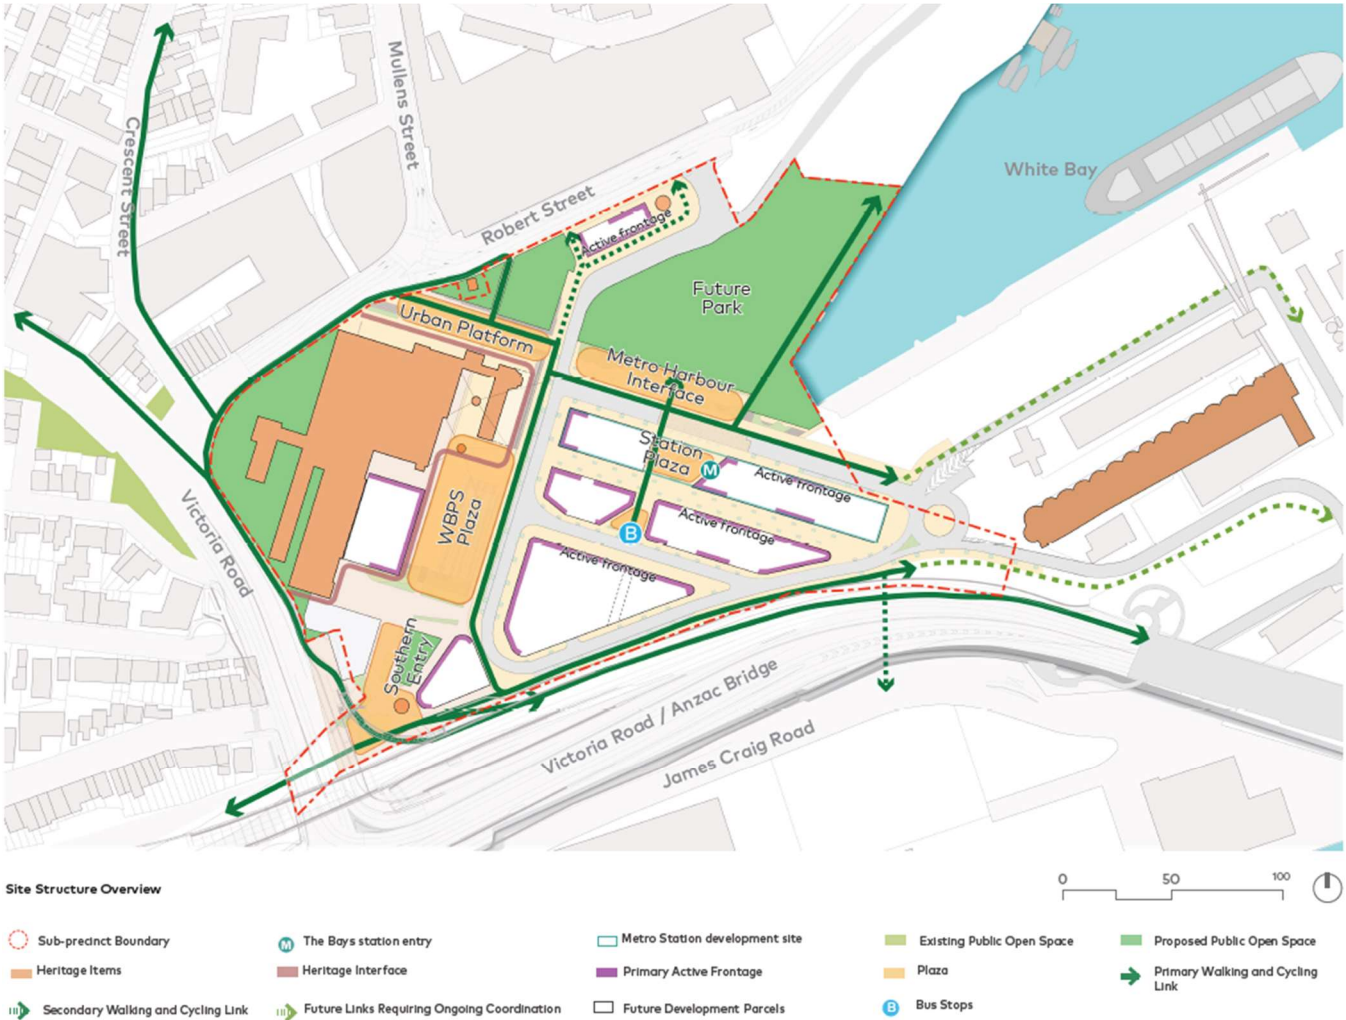 Mullens Street
Crescent Street
Robert Street
White Bay
Active frontage
Future
Park
Urban Platform
Metro Harbour
Interface
Station
Plaza
M
Active frontage
WBPS
Plaza
Active frontage
B
Active frontage
Victoria Road
Southern
Entry
Victoria Road / Anzac Bridge
James Craig Road
Site Structure Overview
0 50 100
Sub-precinct Boundary
M The Bays station entry
Metro Station development site
Existing Public Open Space
Proposed Public Open Space
Heritage Items
Heritage Interface
Primary Active Frontage
Plaza
Primary Walking and Cycling
Link
Secondary Walking and Cycling Link
Future Links Requiring Ongoing Coordination
Future Development Parcels
B Bus Stops